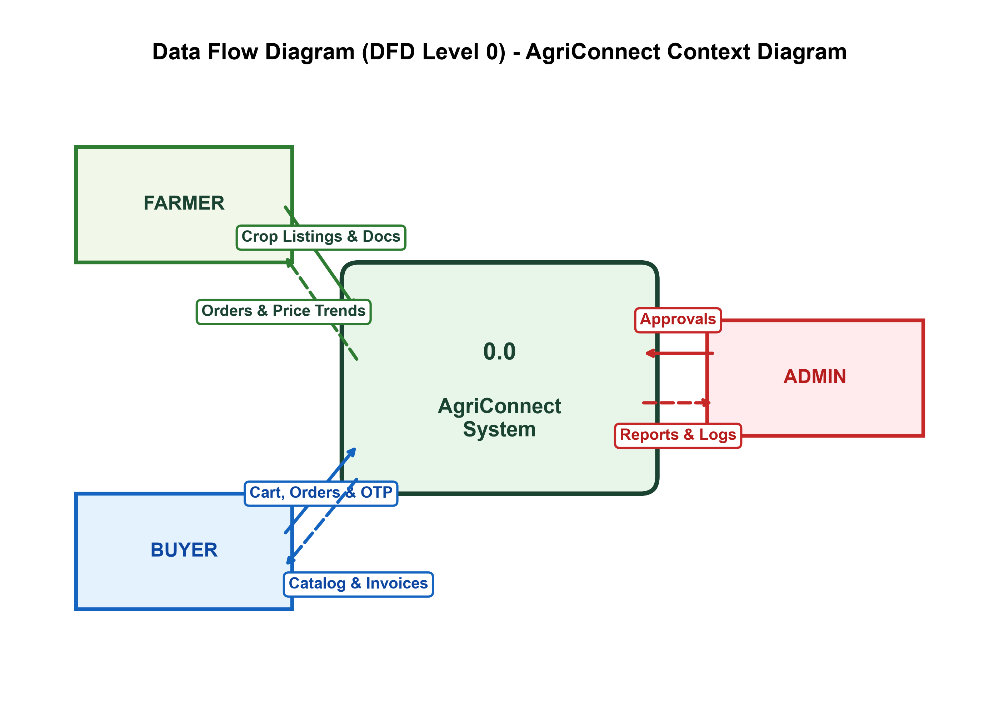 Data Flow Diagram (DFD Level 0) - AgriConnect Context Diagram
FARMER
Crop Listings & Docs
Orders & Price Trends
0.0
AgriConnect
System
Approvals
ADMIN
Reports & Logs
Cart, Orders & OTP
BUYER
Catalog & Invoices